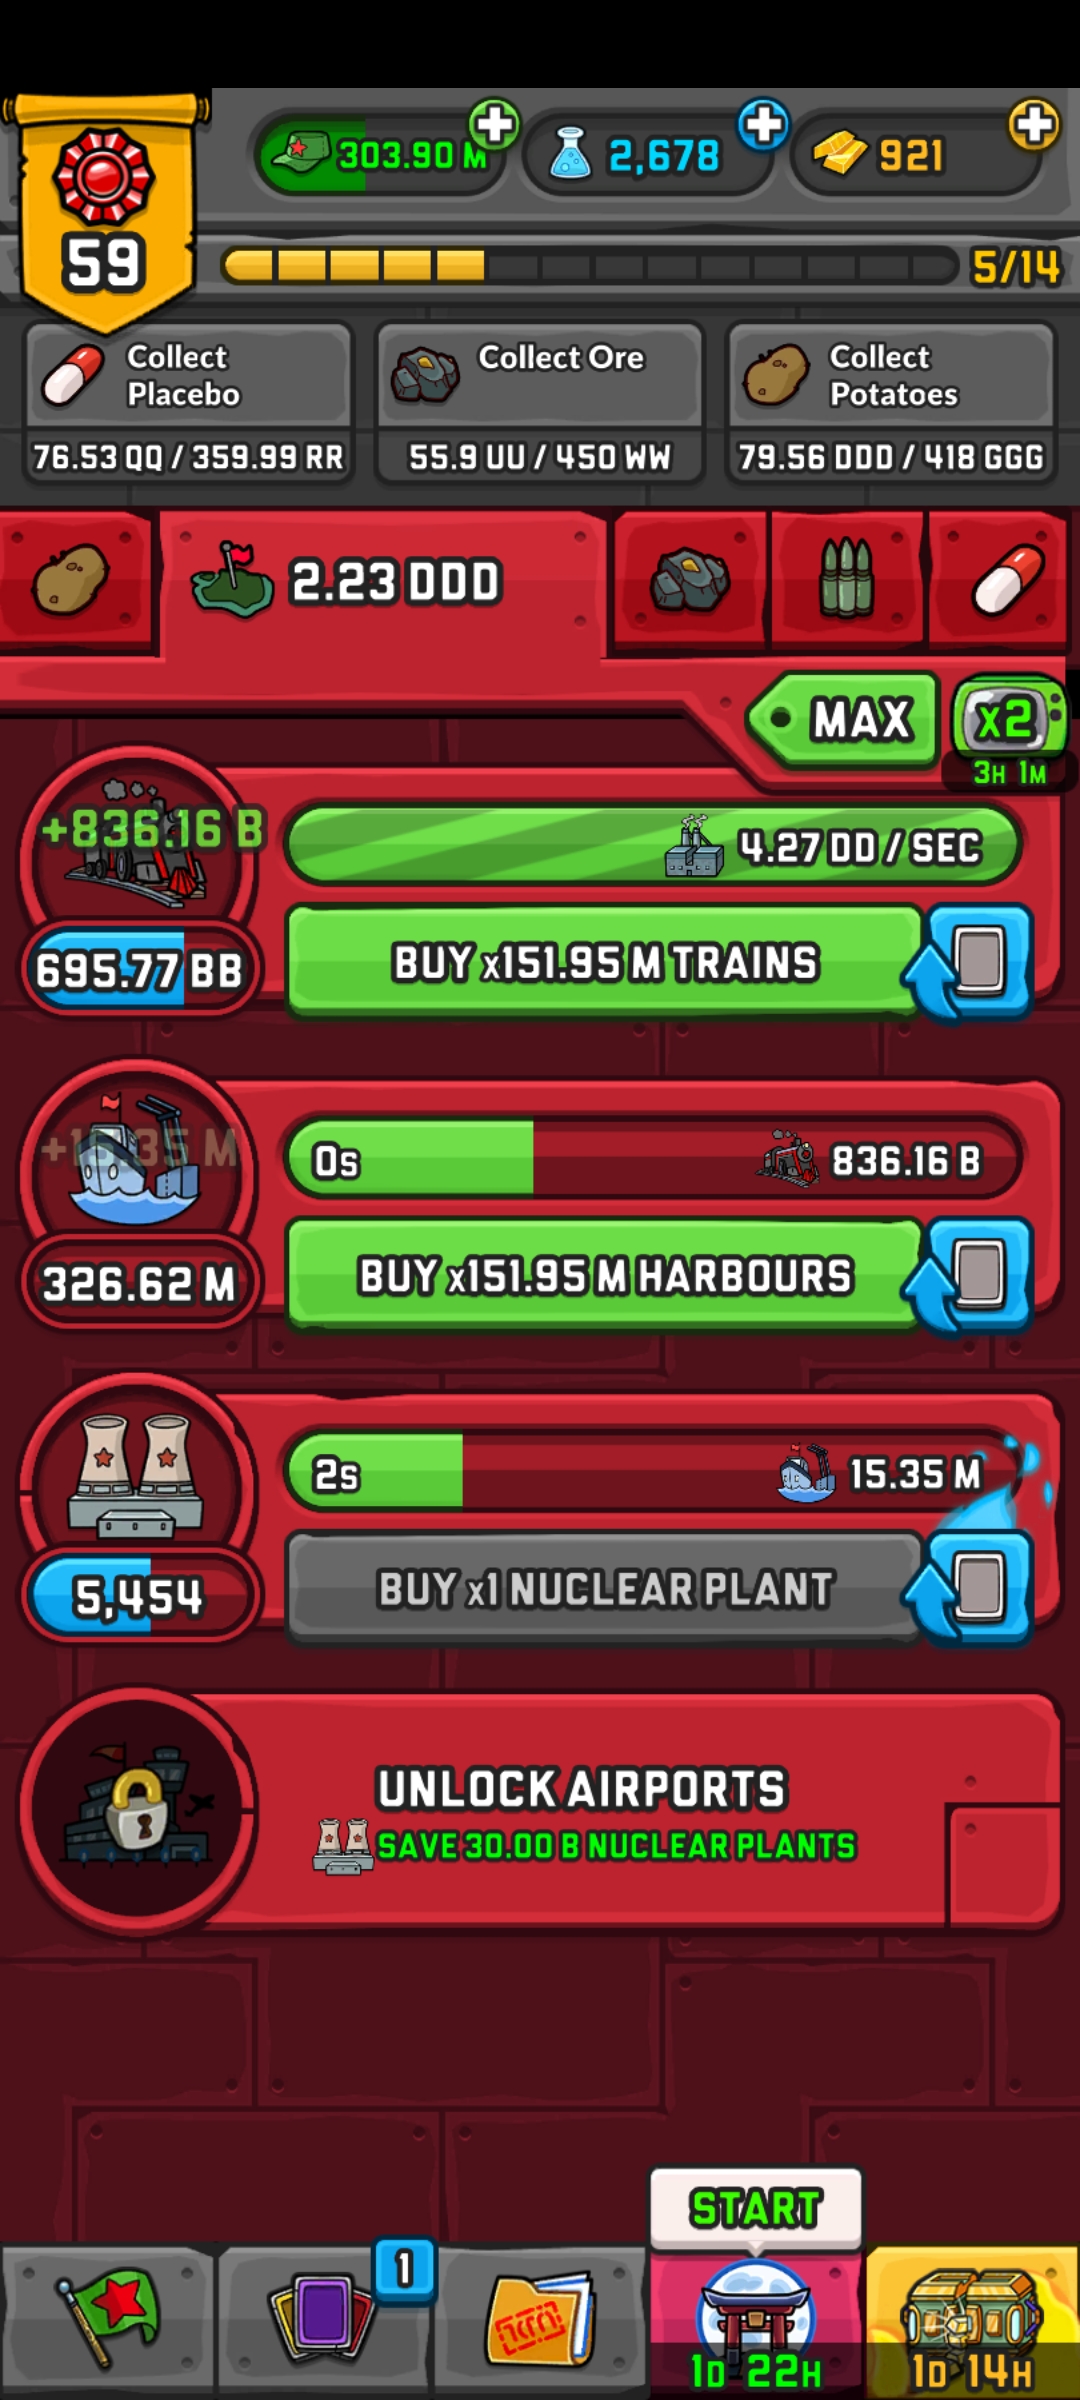 59
303.90 M
2,678
921
5/14
Collect
Placebo
76.53 QQ / 359.99 RR
Collect Ore
55.9 UU / 450 WW
Collect
Potatoes
79.56 DDD / 418 GGG
2.23 DDD
MAX
x2
3H 1M
+836.16 B
4.27 DD / SEC
695.77 BB
BUY x151.95 M TRAINS
+15.35 M
0s
836.16 B
326.62 M
BUY x151.95 M HARBOURS
2s
15.35 M
5,454
BUY x1 NUCLEAR PLANT
UNLOCK AIRPORTS
SAVE 30.00 B NUCLEAR PLANTS
START
1
1D 22H
1D 14H